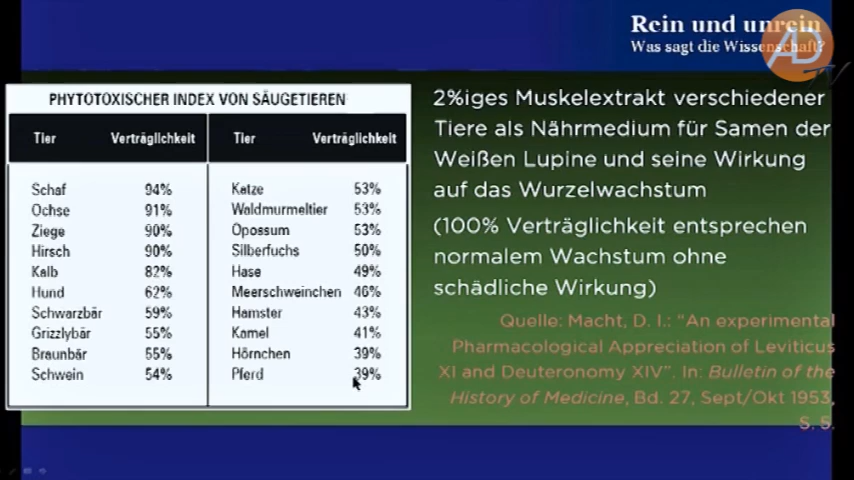 Rein und unrein
Was sagt die Wissenschaft?
AD
TV
PHYTOTOXISCHER INDEX VON SÄUGETIEREN
Tier Verträglichkeit Tier Verträglichkeit
Schaf 94% Katze 53%
Ochse 91% Waldmurmeltier 53%
Ziege 90% Opossum 53%
Hirsch 90% Silberfuchs 50%
Kalb 82% Hase 49%
Hund 62% Meerschweinchen 46%
Schwarzbär 59% Hamster 43%
Grizzlybär 55% Kamel 41%
Braunbär 55% Hörnchen 39%
Schwein 54% Pferd 39%
2%iges Muskelextrakt verschiedener
Tiere als Nährmedium für Samen der
Weißen Lupine und seine Wirkung
auf das Wurzelwachstum
(100% Verträglichkeit entsprechen
normalem Wachstum ohne
schädliche Wirkung)
Quelle: Macht, D. I.: "An experimental
Pharmacological Appreciation of Leviticus
XI and Deuteronomy XIV". In: Bulletin of the
History of Medicine, Bd. 27, Sept/Okt 1953,
S. 5.